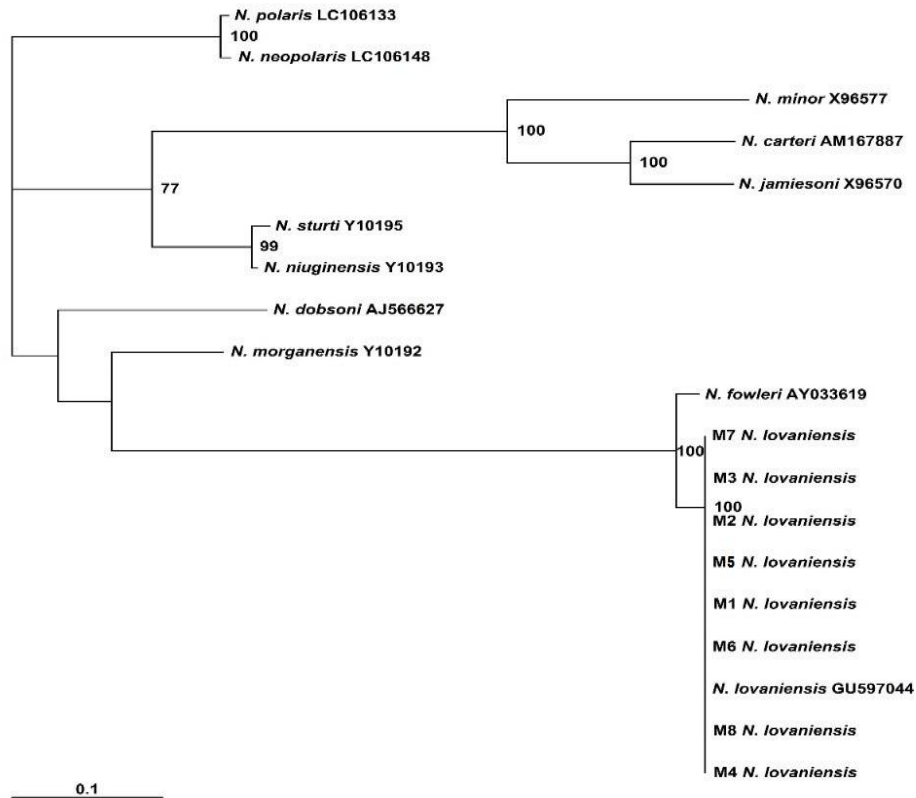 N. polaris LC106133
100
N. neopolaris LC106148
N. minor X96577
100
N. carteri AM167887
100
N. jamiesoni X96570
77
N. sturti Y10195
99
N. niuginensis Y10193
N. dobsoni AJ566627
N. morganensis Y10192
N. fowleri AY033619
M7 N. lovaniensis
100
M3 N. lovaniensis
100
M2 N. lovaniensis
M5 N. lovaniensis
M1 N. lovaniensis
M6 N. lovaniensis
N. lovaniensis GU597044
M8 N. lovaniensis
M4 N. lovaniensis
0.1